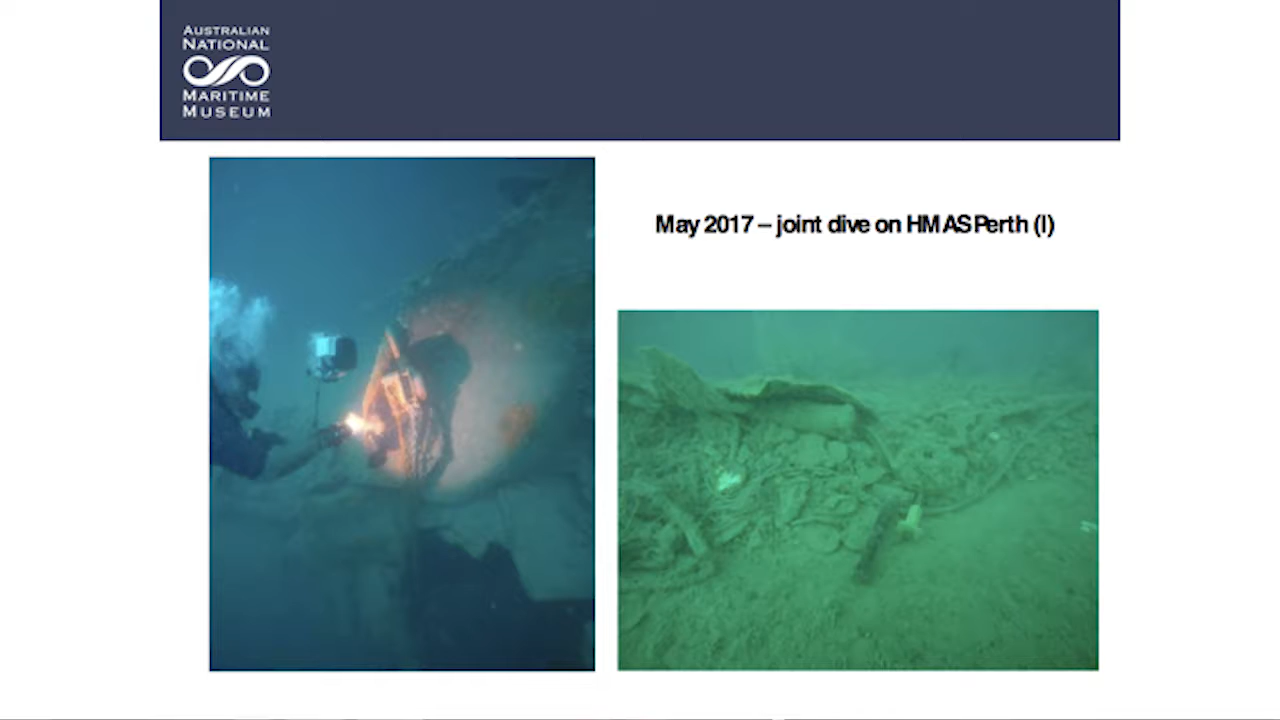 AUSTRALIAN
NATIONAL
MARITIME
MUSEUM
May 2017 – joint dive on HMAS Perth (I)